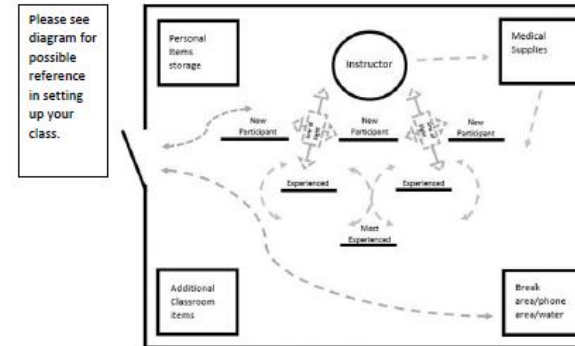 Please see
diagram for
possible
reference
in setting
up your
class.
Personal
Items
storage
Instructor
Medical
Supplies
New
Participant
New
Participant
New
Participant
Experienced
Experienced
Most
Experienced
Additional
Classroom
items
Break
area/phone
area/water